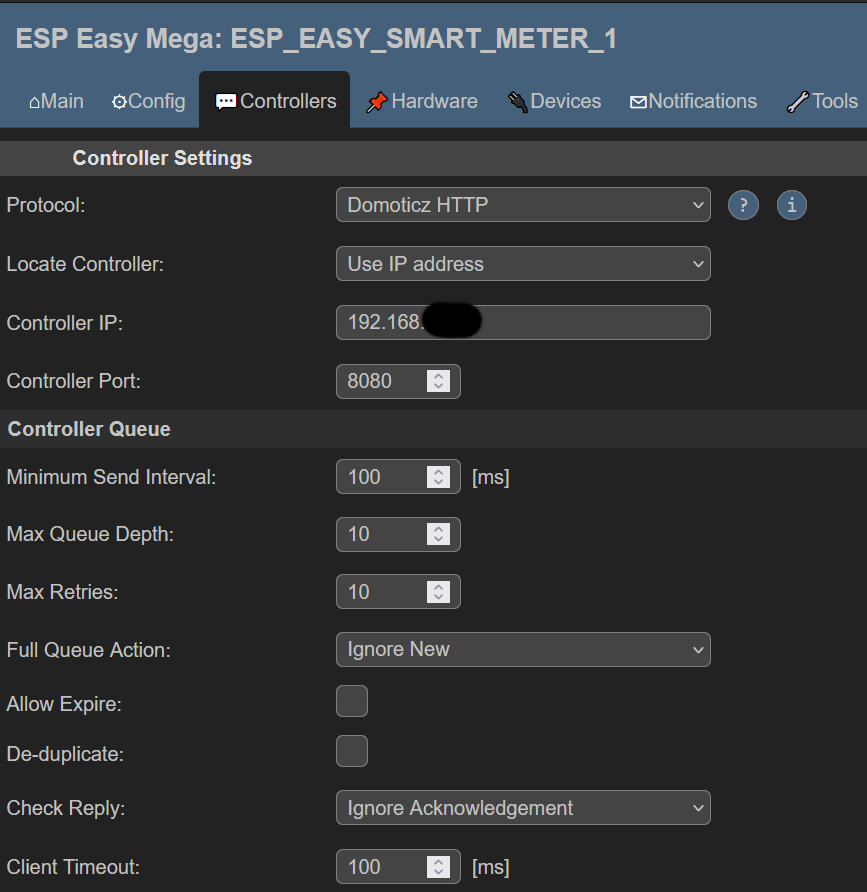 ESP Easy Mega: ESP_EASY_SMART_METER_1
Main Config Controllers Hardware Devices Notifications Tools
Controller Settings
Protocol: Domoticz HTTP ? i
Locate Controller: Use IP address
Controller IP: 192.168.
Controller Port: 8080
Controller Queue
Minimum Send Interval: 100 [ms]
Max Queue Depth: 10
Max Retries: 10
Full Queue Action: Ignore New
Allow Expire:
De-duplicate:
Check Reply: Ignore Acknowledgement
Client Timeout: 100 [ms]